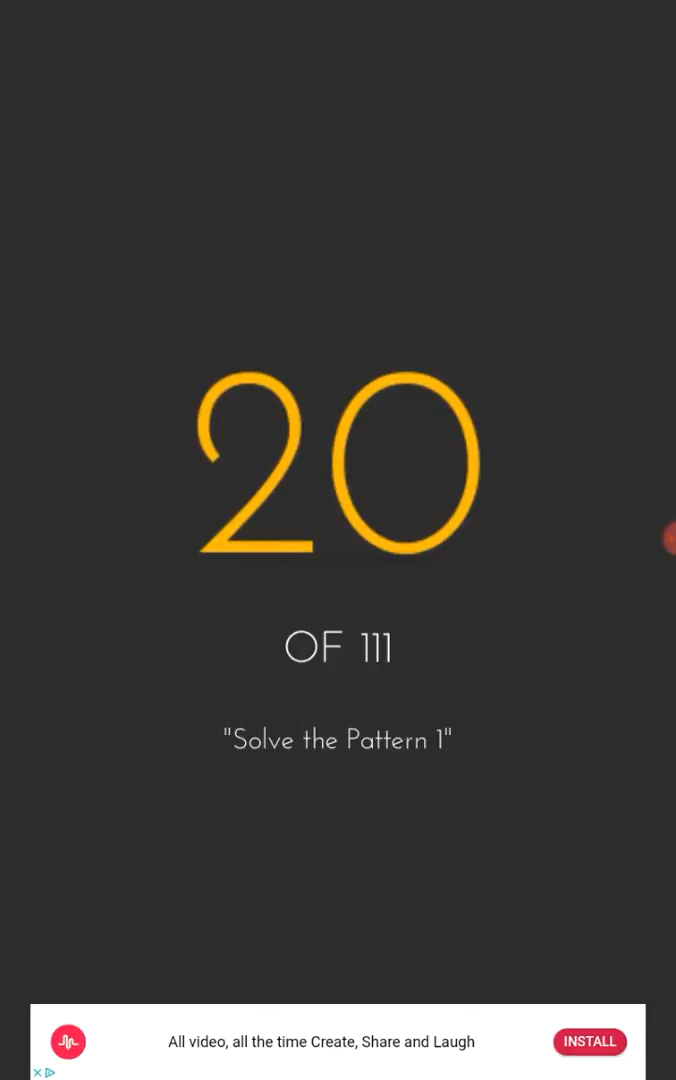 20
OF 111
"Solve the Pattern 1"
All video, all the time Create, Share and Laugh
INSTALL